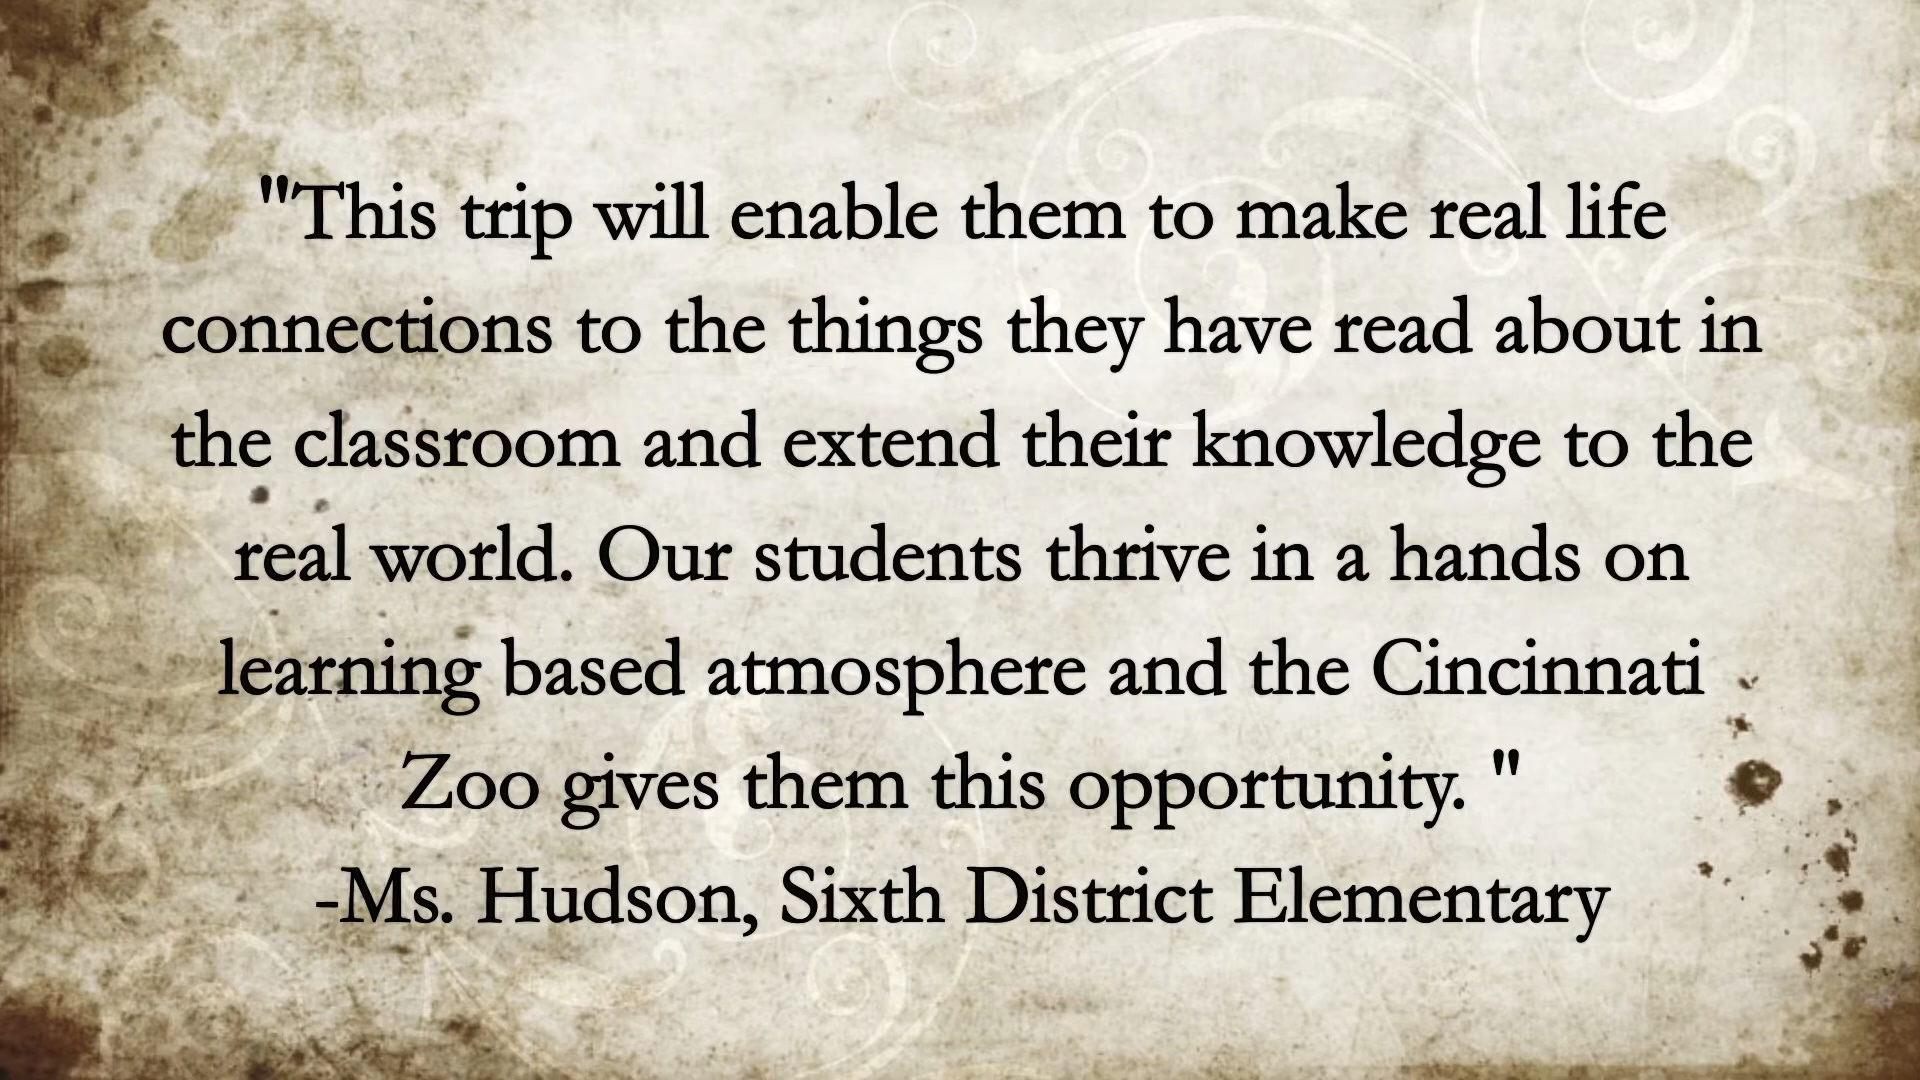 "This trip will enable them to make real life
connections to the things they have read about in
the classroom and extend their knowledge to the
real world. Our students thrive in a hands on
learning based atmosphere and the Cincinnati
Zoo gives them this opportunity. "
-Ms. Hudson, Sixth District Elementary